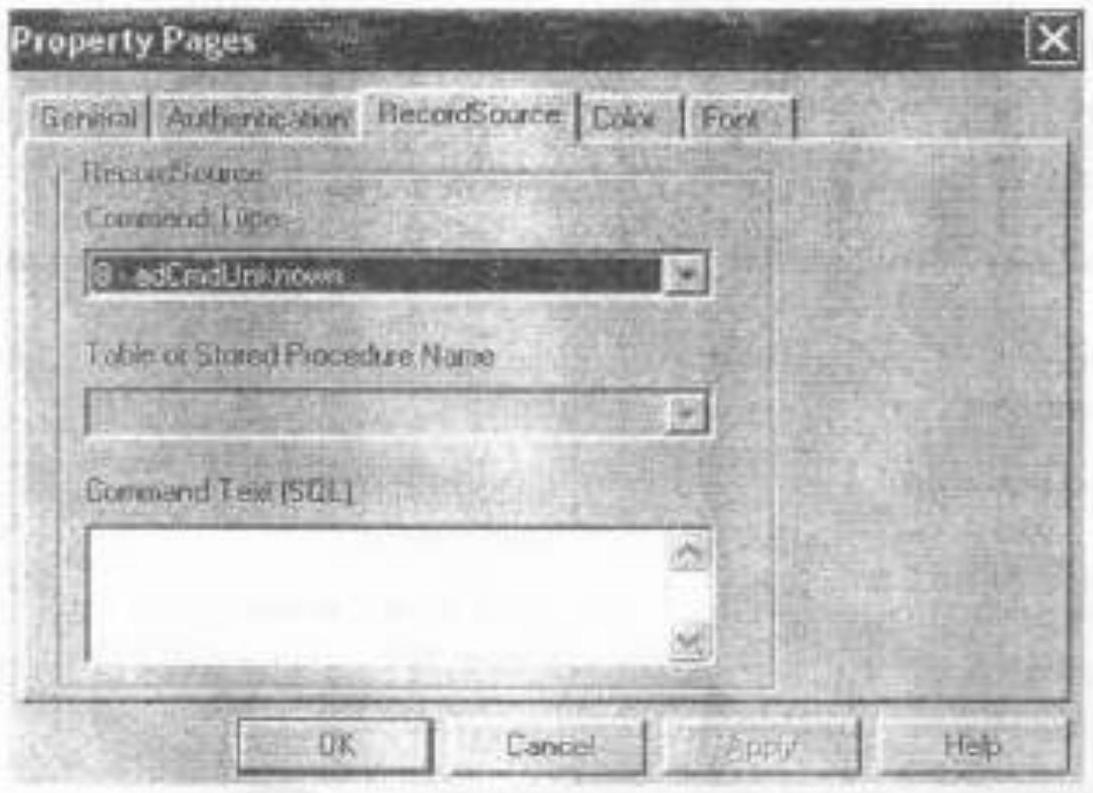 Property Pages
General Authentication RecordSource Color Font
RecordSource
Command Type
8 - adCmdUnknown
Table or Stored Procedure Name
Command Text (SQL)
OK Cancel Apply Help